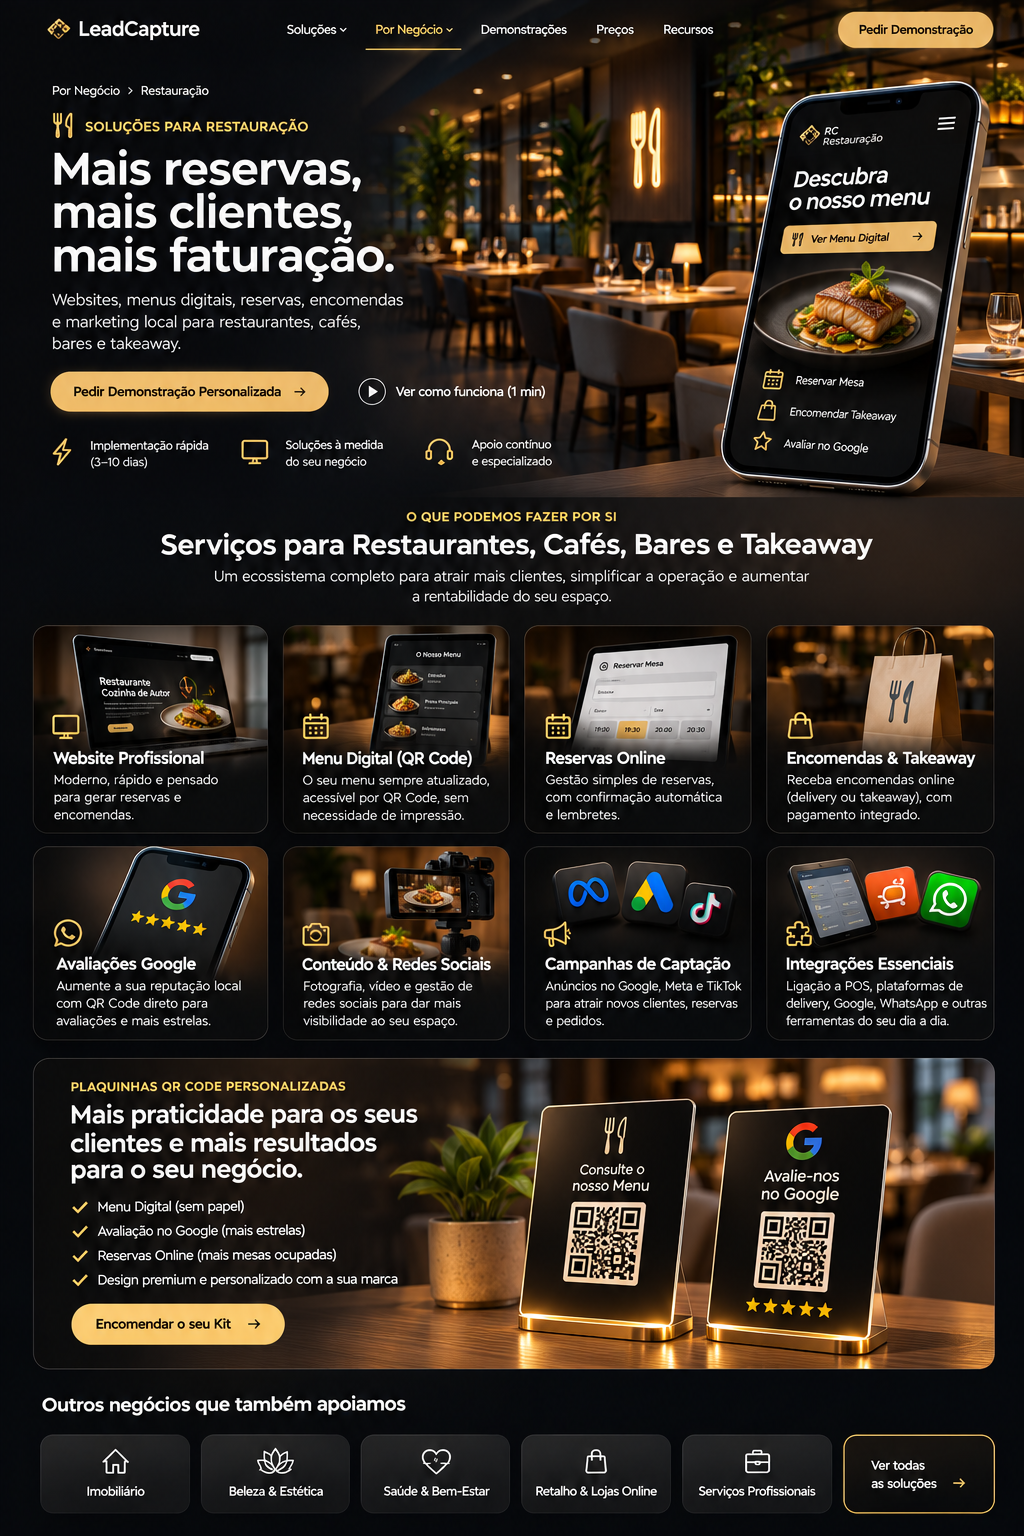 LeadCapture
Soluções
Por Negócio
Demonstrações
Preços
Recursos
Pedir Demonstração
Por Negócio > Restauração
SOLUÇÕES PARA RESTAURAÇÃO
Mais reservas,
mais clientes,
mais faturação.
Websites, menus digitais, reservas, encomendas
e marketing local para restaurantes, cafés,
bares e takeaway.
Pedir Demonstração Personalizada →
Ver como funciona (1 min)
Implementação rápida
(3–10 dias)
Soluções à medida
do seu negócio
Apoio contínuo
e especializado
RC
Restauração
Descubra
o nosso menu
Ver Menu Digital →
Reservar Mesa
Encomendar Takeaway
Avaliar no Google
O QUE PODEMOS FAZER POR SI
Serviços para Restaurantes, Cafés, Bares e Takeaway
Um ecossistema completo para atrair mais clientes, simplificar a operação e aumentar
a rentabilidade do seu espaço.
Restaurante
Cozinha de Autor
Website Profissional
Moderno, rápido e pensado
para gerar reservas e
encomendas.
O Nosso Menu
Menu Digital (QR Code)
O seu menu sempre atualizado,
acessível por QR Code, sem
necessidade de impressão.
Reservar Mesa
19:30
20:00
20:30
Reservas Online
Gestão simples de reservas,
com confirmação automática
e lembretes.
Encomendas & Takeaway
Receba encomendas online
(delivery ou takeaway), com
pagamento integrado.
G
Avaliações Google
Aumente a sua reputação local
com QR Code direto para
avaliações e mais estrelas.
Conteúdo & Redes Sociais
Fotografia, vídeo e gestão de
redes sociais para dar mais
visibilidade ao seu espaço.
Campanhas de Captação
Anúncios no Google, Meta e TikTok
para atrair novos clientes, reservas
e pedidos.
Integrações Essenciais
Ligação a POS, plataformas de
delivery, Google, WhatsApp e outras
ferramentas do seu dia a dia.
PLAQUINHAS QR CODE PERSONALIZADAS
Mais praticidade para os seus
clientes e mais resultados
para o seu negócio.
Menu Digital (sem papel)
Avaliação no Google (mais estrelas)
Reservas Online (mais mesas ocupadas)
Design premium e personalizado com a sua marca
Encomendar o seu Kit →
Consulte o
nosso Menu
G
Avalie-nos
no Google
Outros negócios que também apoiamos
Imobiliário
Beleza & Estética
Saúde & Bem-Estar
Retalho & Lojas Online
Serviços Profissionais
Ver todas
as soluções →